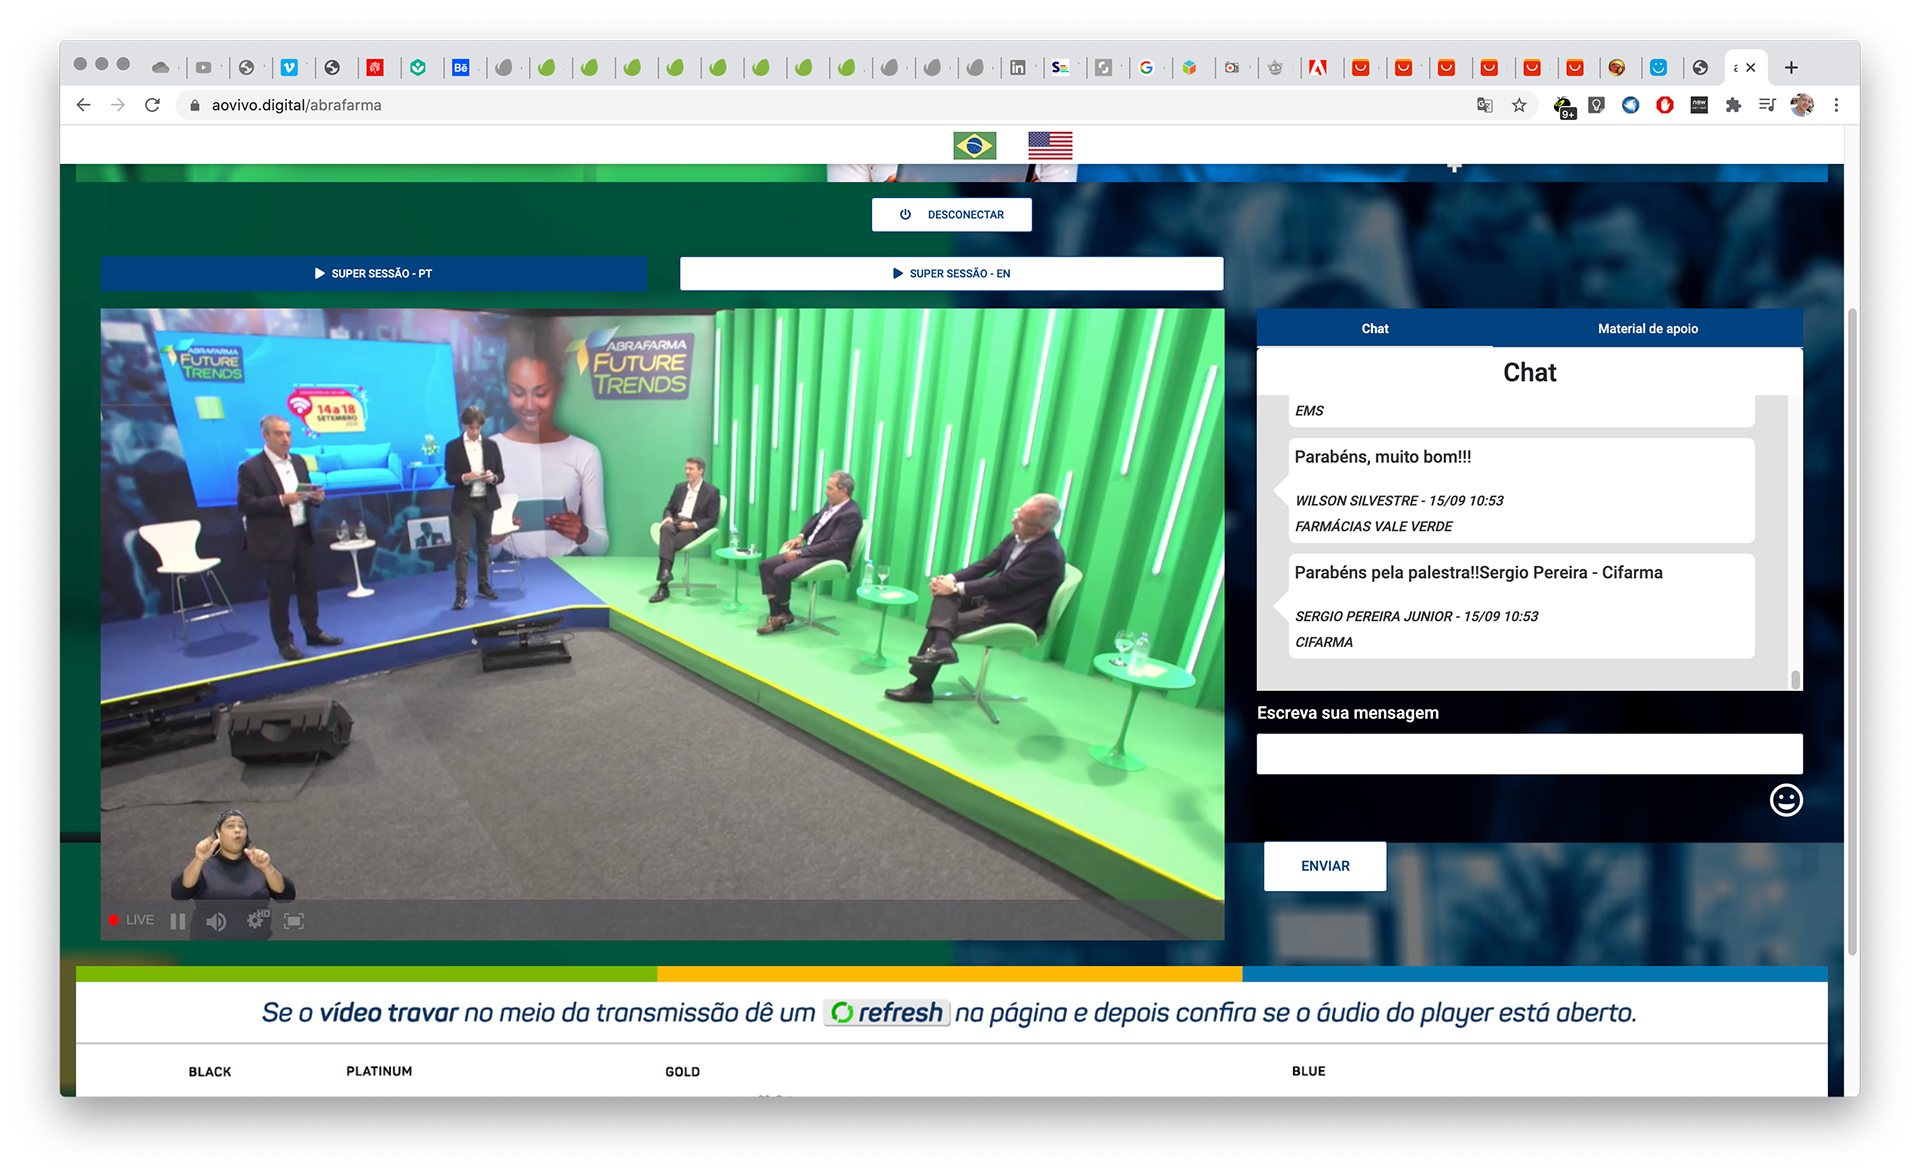 Bē
S
G
a
aovivo.digital/abrafarma
9+
now
DESCONECTAR
SUPER SESSÃO - PT
SUPER SESSÃO - EN
ABRAFARMA
FUTURE
TRENDS
14 a 18
SETEMBRO
ABRAFARMA
FUTURE
TRENDS
LIVE
HD
Chat
Material de apoio
Chat
EMS
Parabéns, muito bom!!!
WILSON SILVESTRE - 15/09 10:53
FARMÁCIAS VALE VERDE
Parabéns pela palestra!!Sergio Pereira - Cifarma
SERGIO PEREIRA JUNIOR - 15/09 10:53
CIFARMA
Escreva sua mensagem
ENVIAR
Se o vídeo travar no meio da transmissão dê um refresh na página e depois confira se o áudio do player está aberto.
BLACK
PLATINUM
GOLD
BLUE